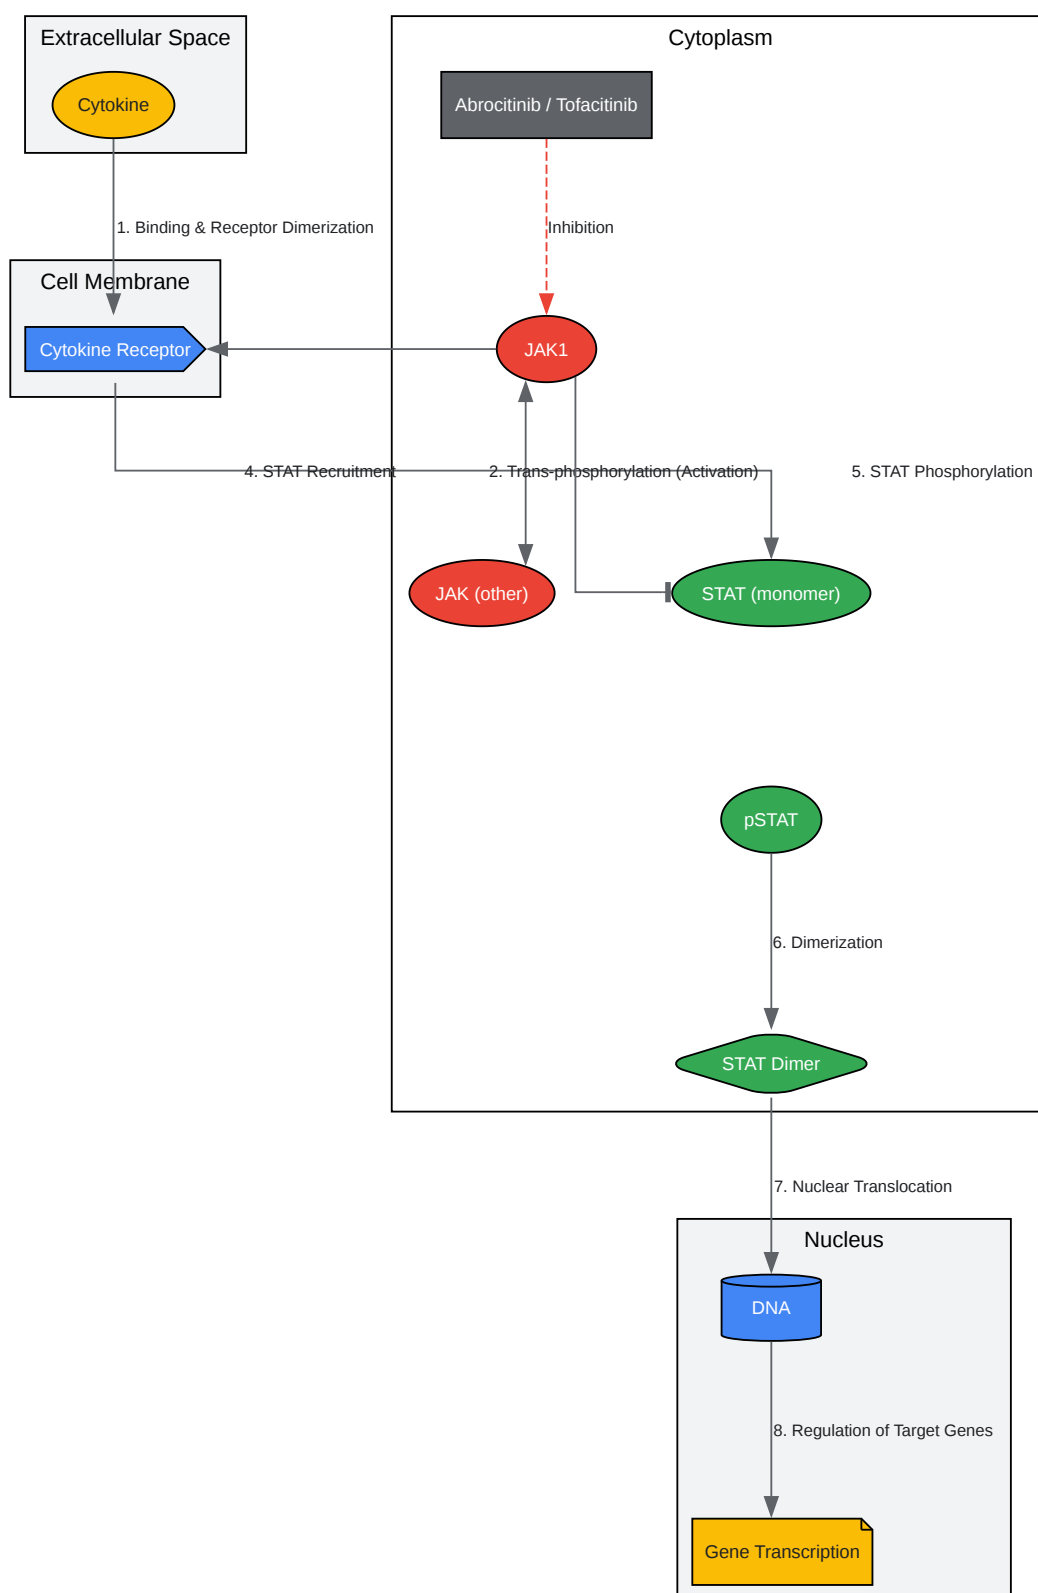 Extracellular Space
Cytoplasm
Cytokine
Abrocitinib / Tofacitinib
1. Binding & Receptor Dimerization
Inhibition
Cell Membrane
Cytokine Receptor
JAK1
4. STAT Recruitment
2. Trans-phosphorylation (Activation)
5. STAT Phosphorylation
JAK (other)
STAT (monomer)
pSTAT
6. Dimerization
STAT Dimer
7. Nuclear Translocation
Nucleus
DNA
8. Regulation of Target Genes
Gene Transcription